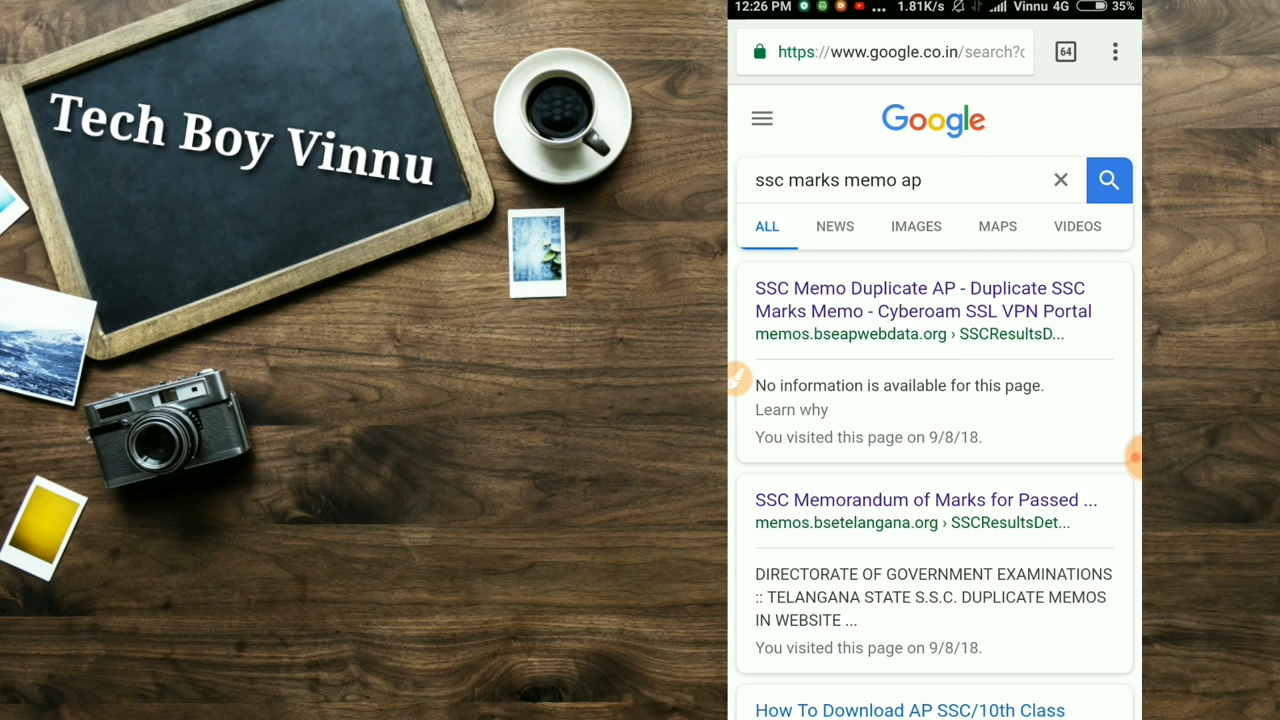 Tech Boy Vinnu
12:26 PM ... 1.81K/s Vinnu 4G 35%
https://www.google.co.in/search?c 64
Google
ssc marks memo ap
ALL NEWS IMAGES MAPS VIDEOS
SSC Memo Duplicate AP - Duplicate SSC
Marks Memo - Cyberoam SSL VPN Portal
memos.bseapwebdata.org › SSCResultsD...
No information is available for this page.
Learn why
You visited this page on 9/8/18.
SSC Memorandum of Marks for Passed ...
memos.bsetelangana.org › SSCResultsDet...
DIRECTORATE OF GOVERNMENT EXAMINATIONS
:: TELANGANA STATE S.S.C. DUPLICATE MEMOS
IN WEBSITE ...
You visited this page on 9/8/18.
How To Download AP SSC/10th Class